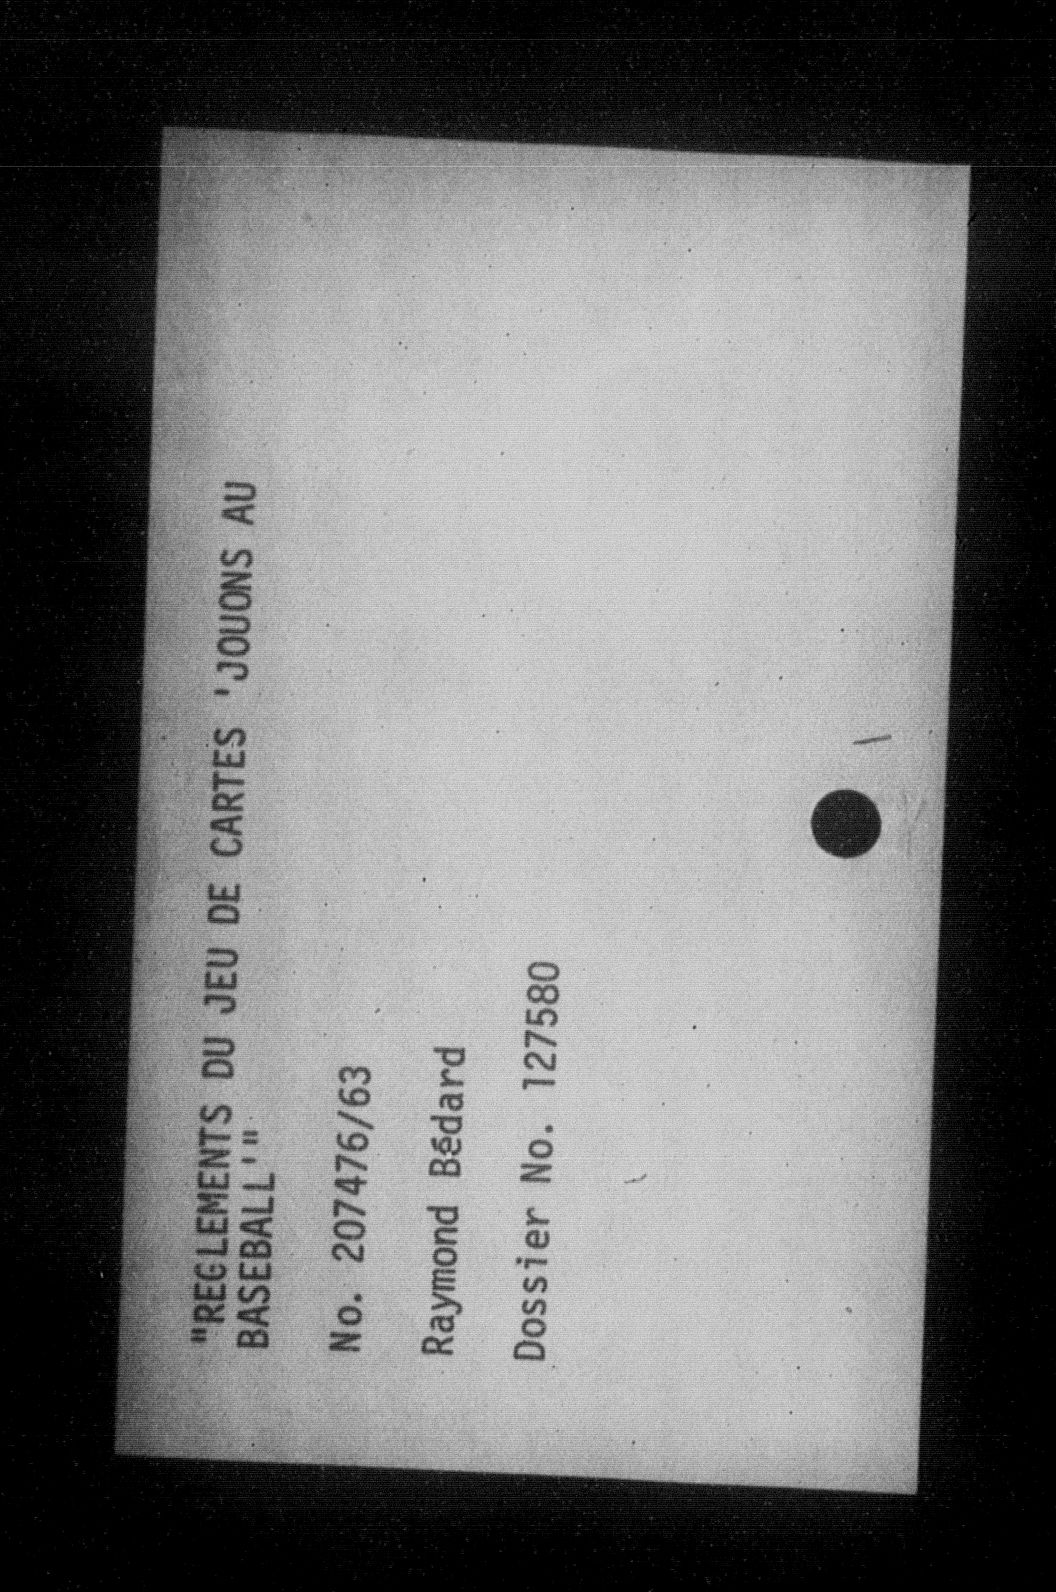 "REGLEMENTS DU JEU DE CARTES 'JOUONS AU
BASEBALL'"
No. 207476/63
Raymond Bédard
Dossier No. 127580